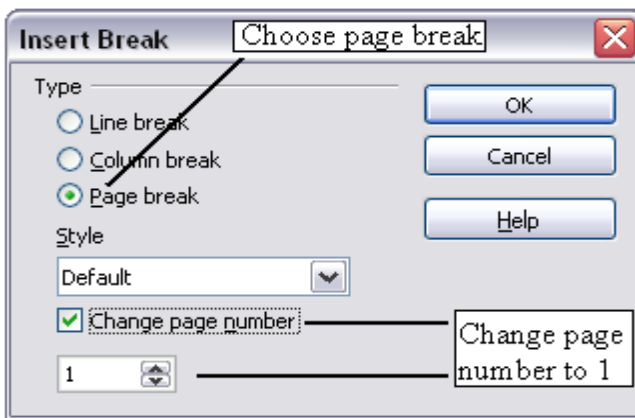 Insert Break
Choose page break
Type
Line break
Column break
Page break
Style
Default
Change page number
1
OK
Cancel
Help
Change page
number to 1